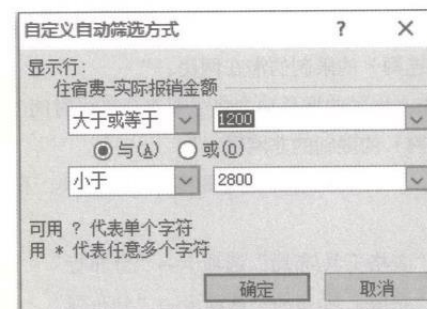 自定义自动筛选方式 ? ×
显示行:
住宿费-实际报销金额
大于或等于 1200
与(A) 或(O)
小于 2800
可用 ? 代表单个字符
用 * 代表任意多个字符
确定 取消